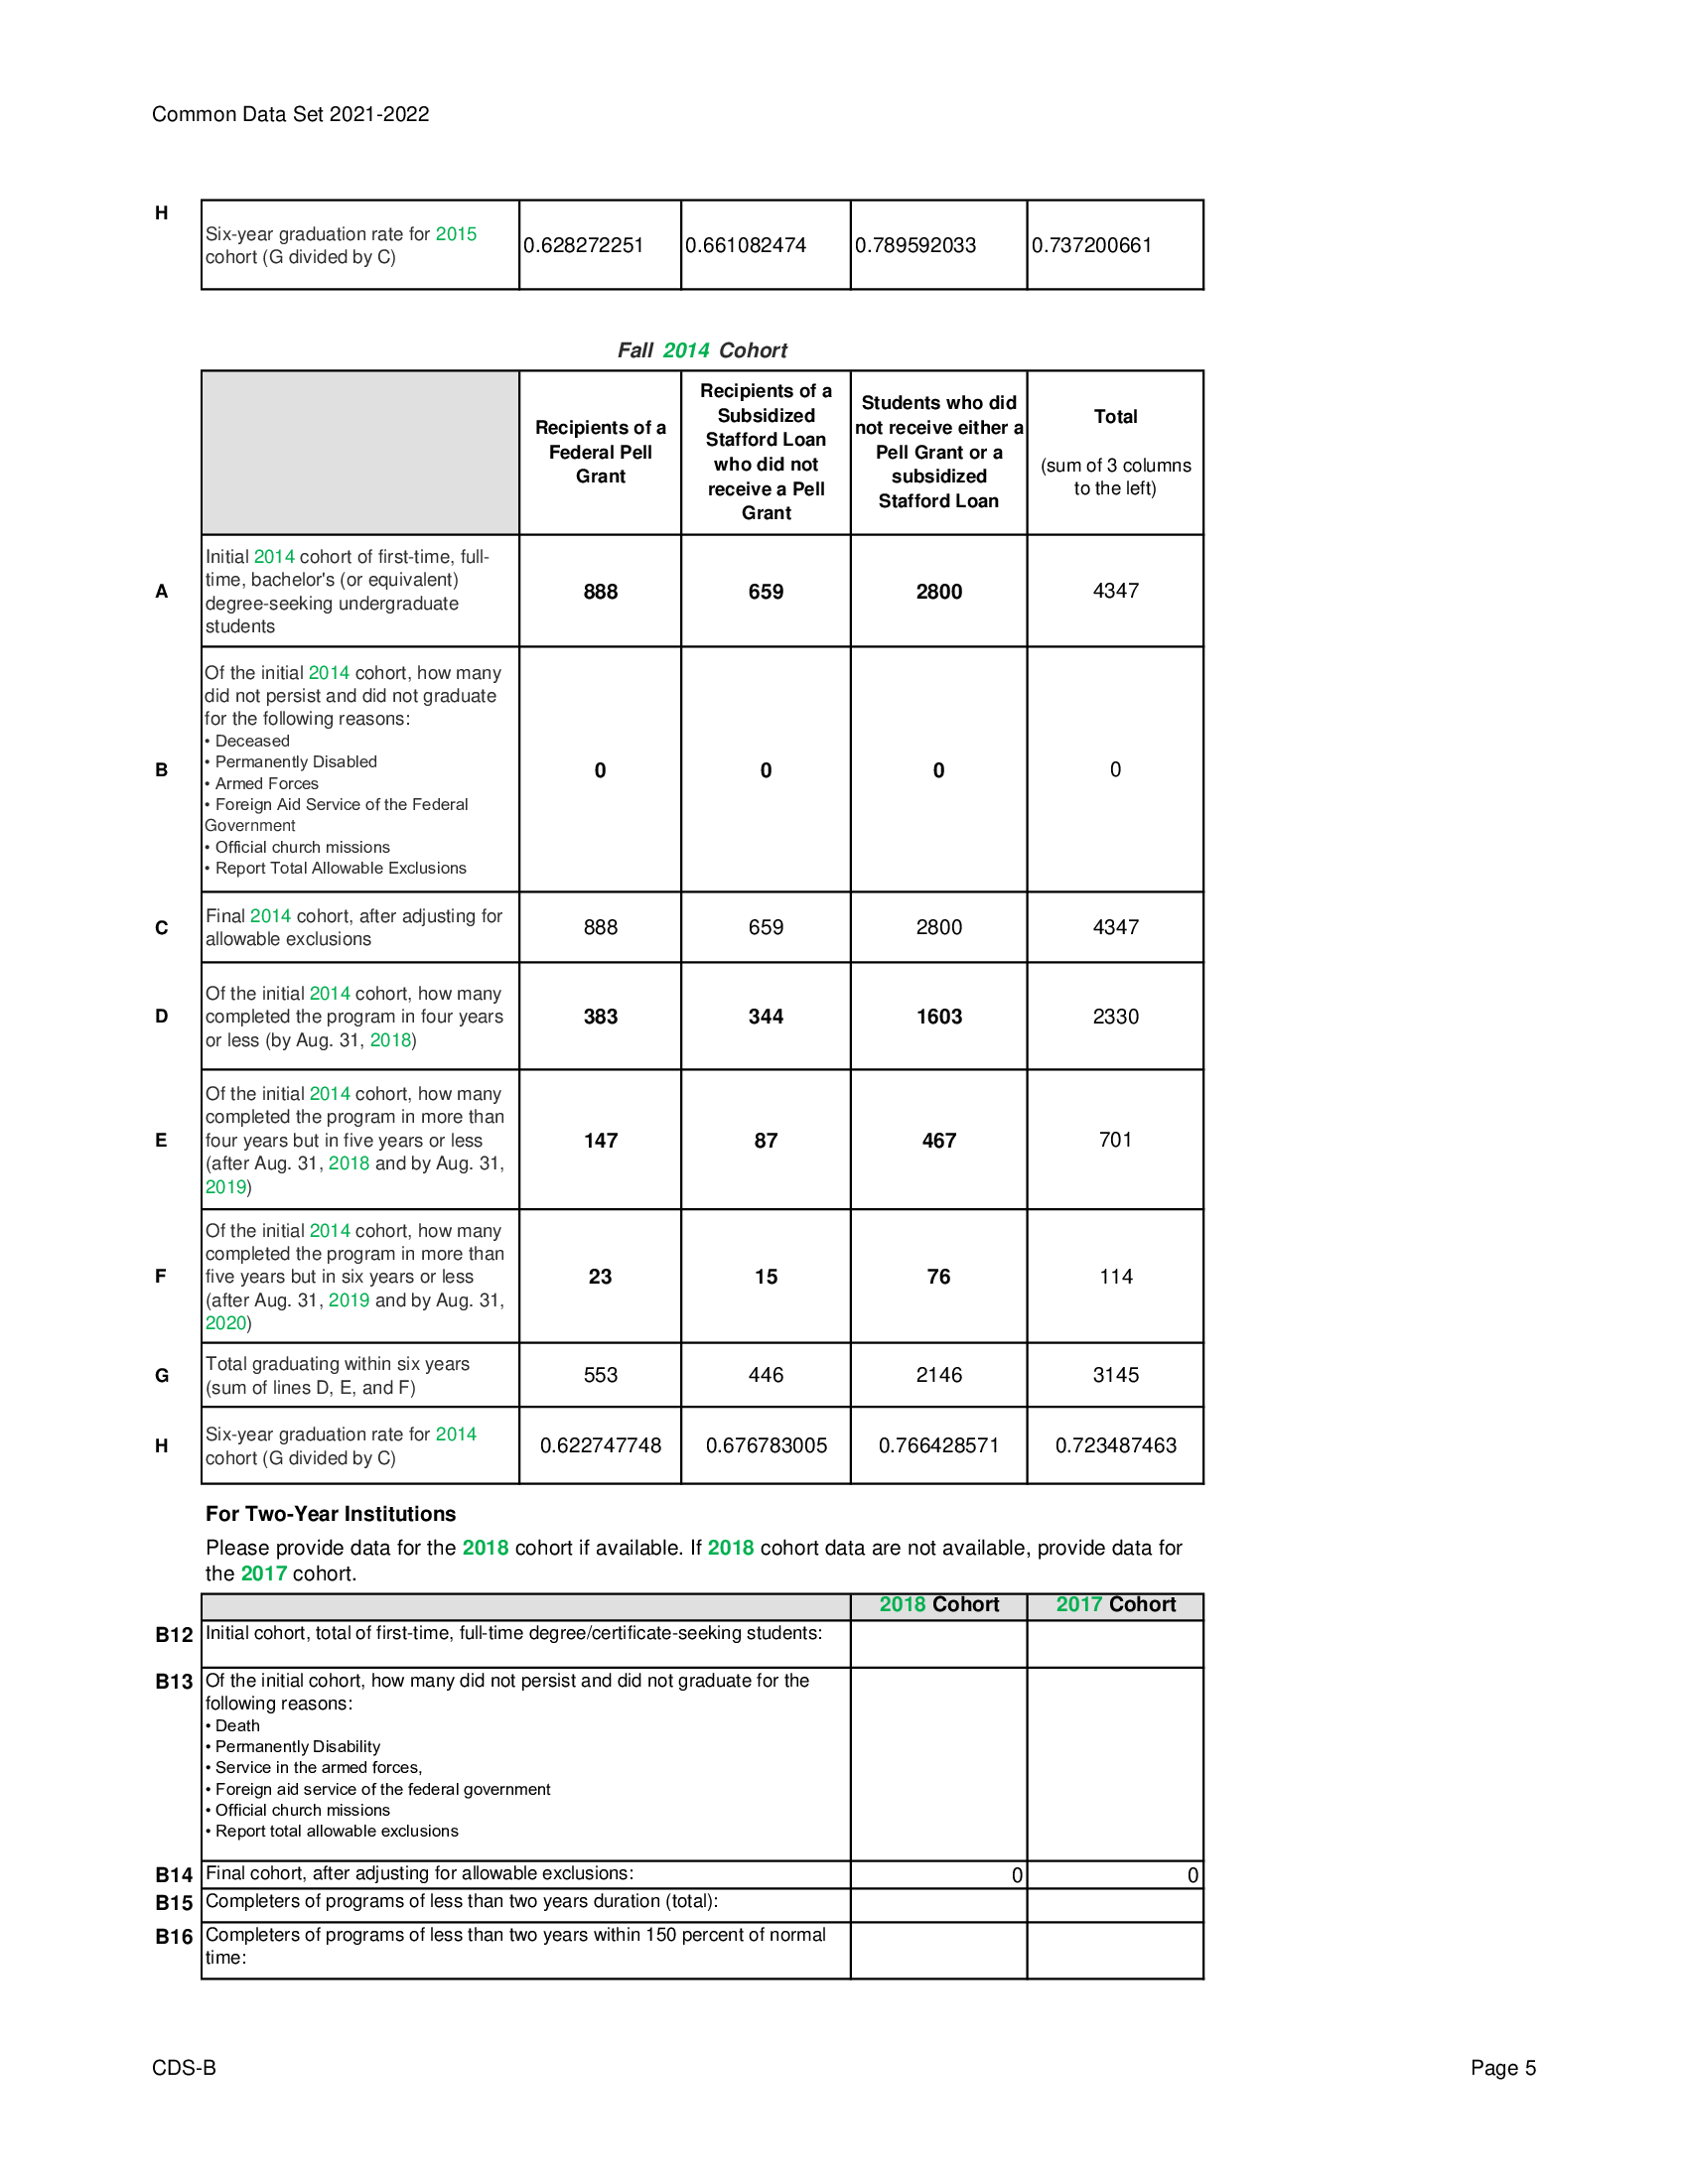 Common Data Set 2021-2022
H
Six-year graduation rate for 2015
cohort (G divided by C)
0.628272251
0.661082474
0.789592033
0.737200661
Fall 2014 Cohort
Recipients of a
Federal Pell
Grant
Recipients of a
Subsidized
Stafford Loan
who did not
receive a Pell
Grant
Students who did
not receive either a
Pell Grant or a
subsidized
Stafford Loan
Total
(sum of 3 columns
to the left)
A
Initial 2014 cohort of first-time, full-
time, bachelor's (or equivalent)
degree-seeking undergraduate
students
888
659
2800
4347
B
Of the initial 2014 cohort, how many
did not persist and did not graduate
for the following reasons:
• Deceased
• Permanently Disabled
• Armed Forces
• Foreign Aid Service of the Federal
Government
• Official church missions
• Report Total Allowable Exclusions
0
0
0
0
C
Final 2014 cohort, after adjusting for
allowable exclusions
888
659
2800
4347
D
Of the initial 2014 cohort, how many
completed the program in four years
or less (by Aug. 31, 2018)
383
344
1603
2330
E
Of the initial 2014 cohort, how many
completed the program in more than
four years but in five years or less
(after Aug. 31, 2018 and by Aug. 31,
2019)
147
87
467
701
F
Of the initial 2014 cohort, how many
completed the program in more than
five years but in six years or less
(after Aug. 31, 2019 and by Aug. 31,
2020)
23
15
76
114
G
Total graduating within six years
(sum of lines D, E, and F)
553
446
2146
3145
H
Six-year graduation rate for 2014
cohort (G divided by C)
0.622747748
0.676783005
0.766428571
0.723487463
For Two-Year Institutions
Please provide data for the 2018 cohort if available. If 2018 cohort data are not available, provide data for
the 2017 cohort.
2018 Cohort
2017 Cohort
B12
Initial cohort, total of first-time, full-time degree/certificate-seeking students:
B13
Of the initial cohort, how many did not persist and did not graduate for the
following reasons:
• Death
• Permanently Disability
• Service in the armed forces,
• Foreign aid service of the federal government
• Official church missions
• Report total allowable exclusions
B14
Final cohort, after adjusting for allowable exclusions:
0
0
B15
Completers of programs of less than two years duration (total):
B16
Completers of programs of less than two years within 150 percent of normal
time:
CDS-B
Page 5